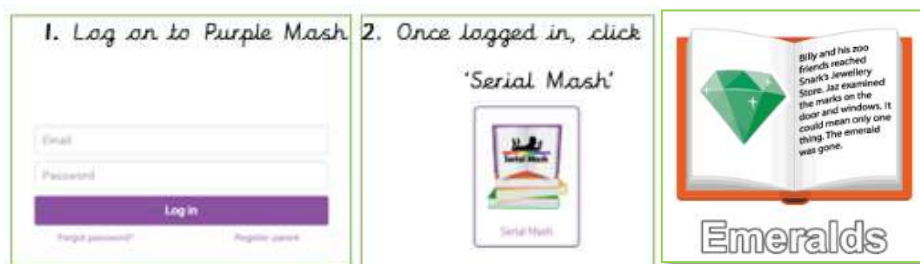 1. Log on to Purple Mash
Email
Password
Log in
Forgot password?
Register parent
2. Once logged in, click
'Serial Mash'
Serial Mash
Serial Mash
Billy and his zoo
friends reached
Snark's Jewellery
Store. Jaz examined
the marks on the
door and windows. It
could mean only one
thing. The emerald
was gone.
Emeralds